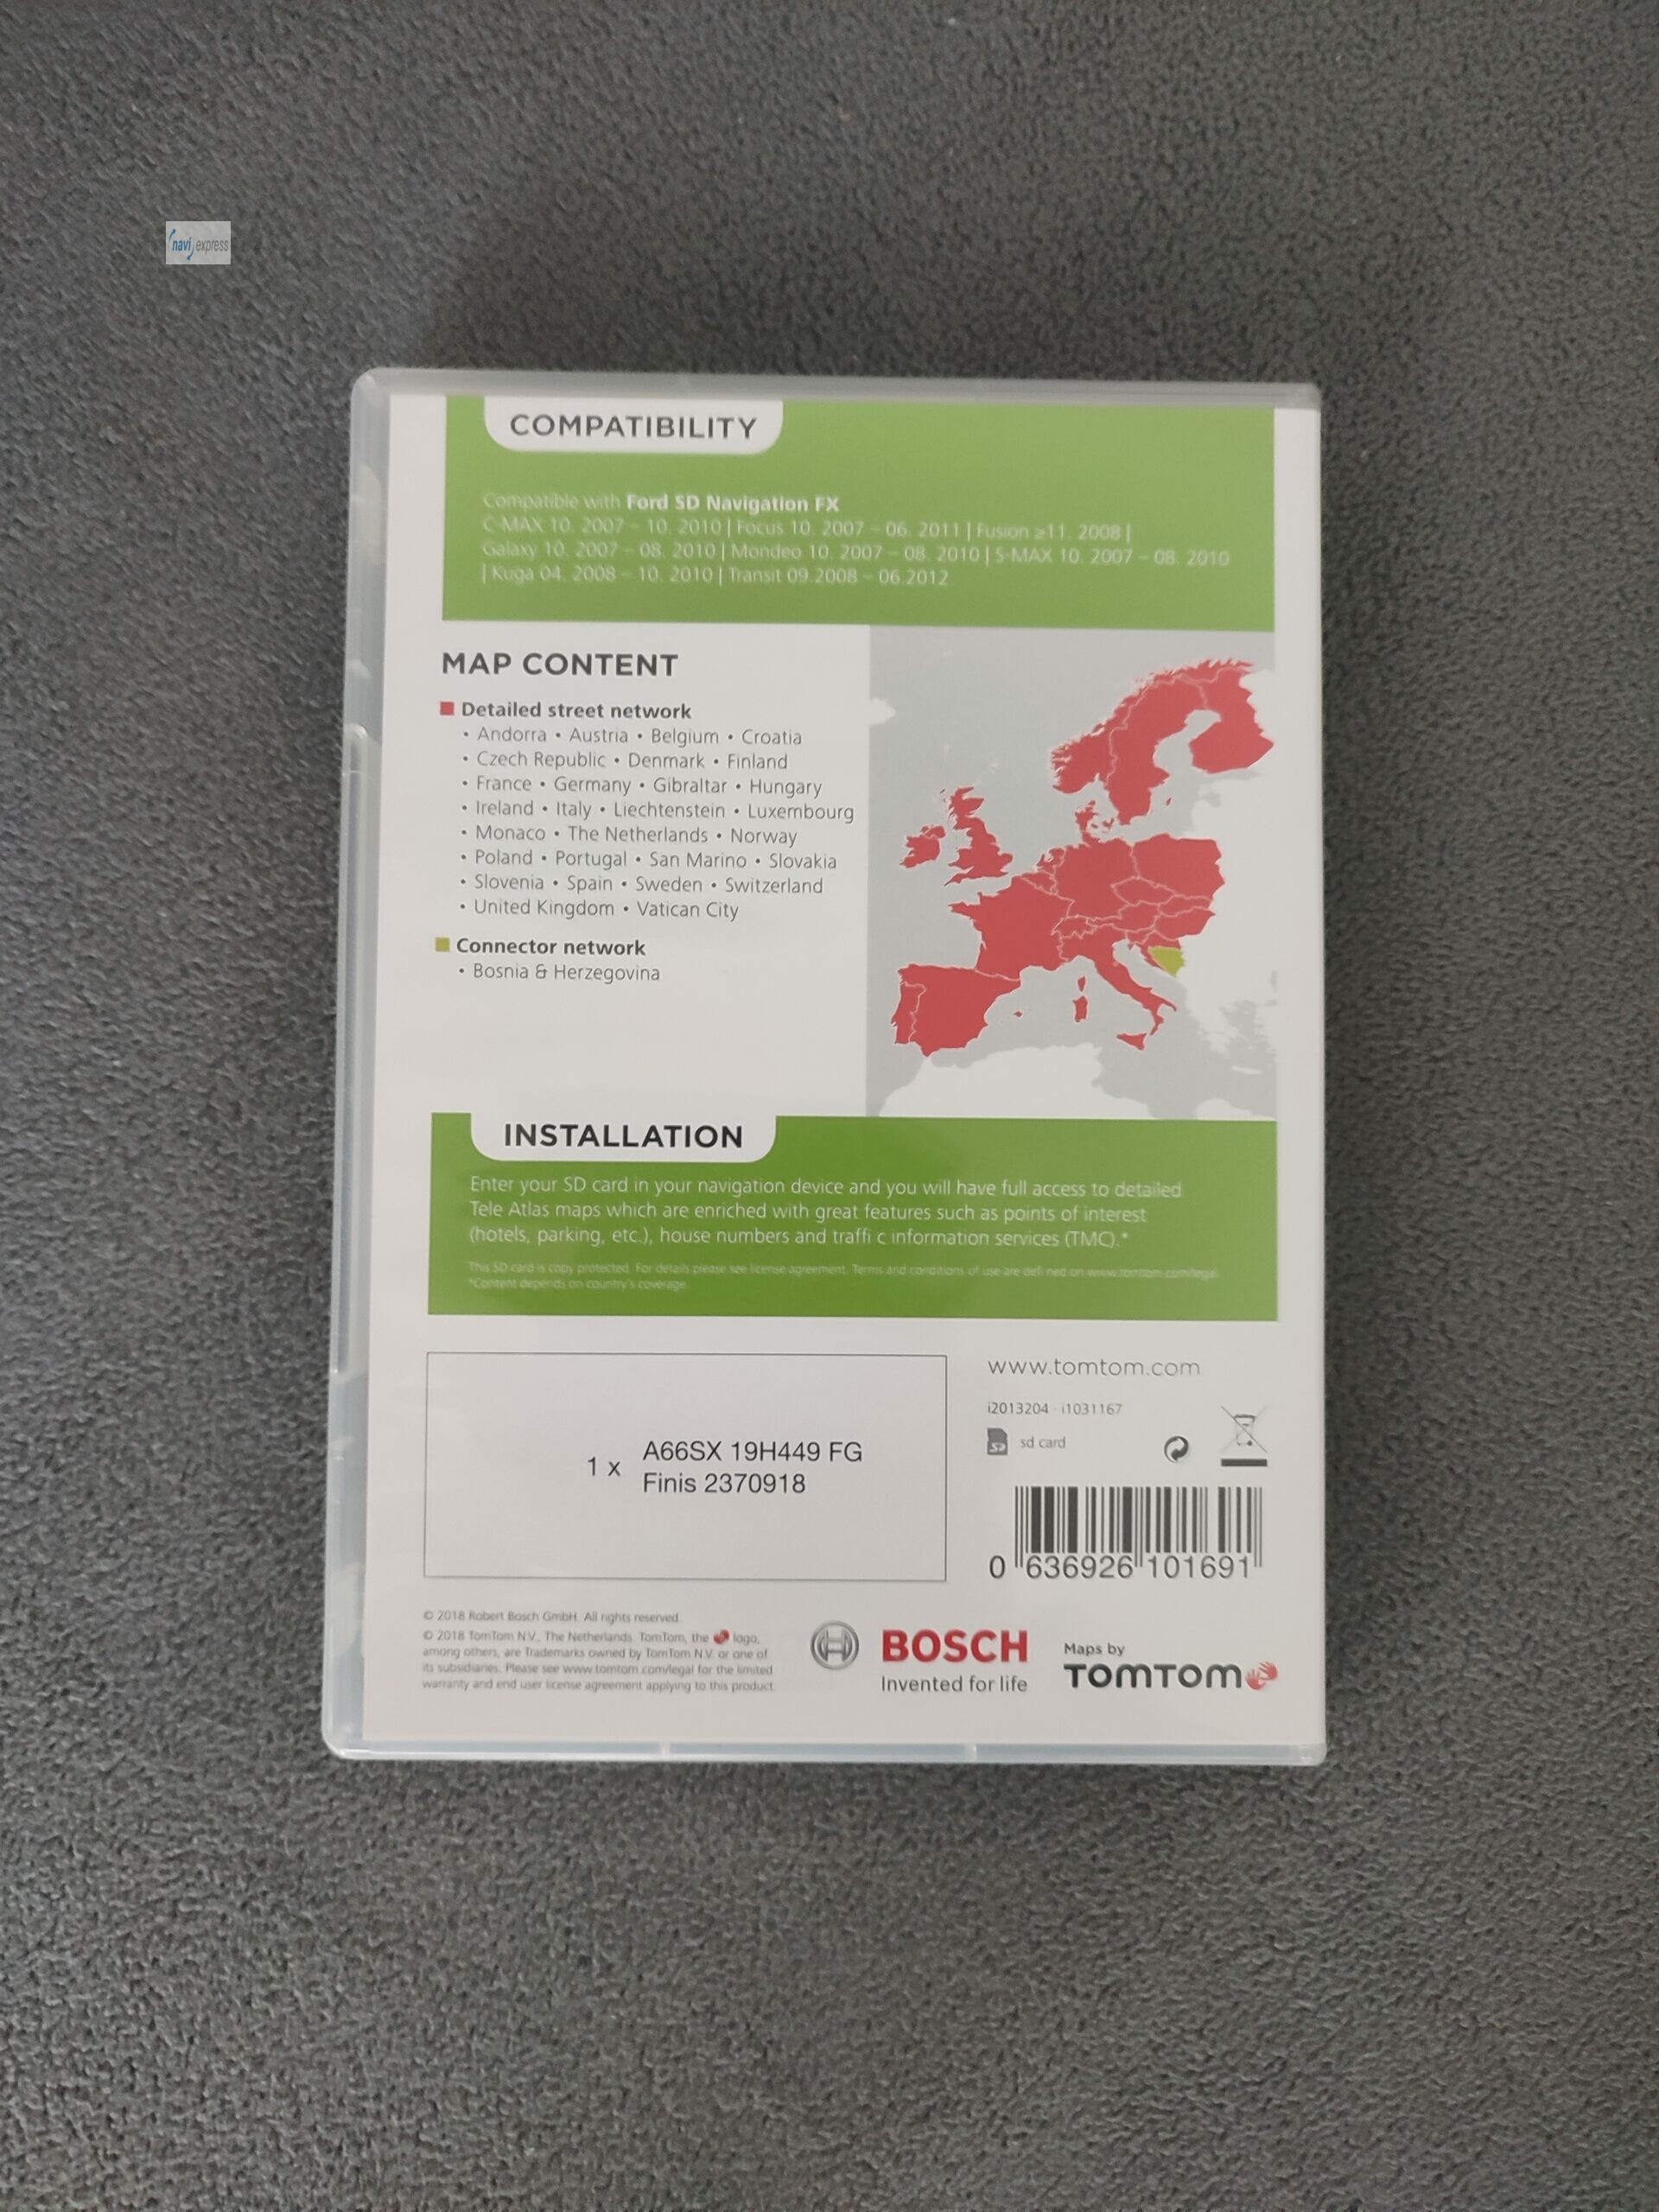 navi express
COMPATIBILITY
Compatible with Ford SD Navigation FX
C-MAX 10. 2007 – 10. 2010 | Focus 10. 2007 – 06. 2011 | Fusion ≥11. 2008 |
Galaxy 10. 2007 – 08. 2010 | Mondeo 10. 2007 – 08. 2010 | S-MAX 10. 2007 – 08. 2010
| Kuga 04. 2008 – 10. 2010 | Transit 09.2008 – 06.2012
MAP CONTENT
Detailed street network
• Andorra • Austria • Belgium • Croatia
• Czech Republic • Denmark • Finland
• France • Germany • Gibraltar • Hungary
• Ireland • Italy • Liechtenstein • Luxembourg
• Monaco • The Netherlands • Norway
• Poland • Portugal • San Marino • Slovakia
• Slovenia • Spain • Sweden • Switzerland
• United Kingdom • Vatican City
Connector network
• Bosnia & Herzegovina
INSTALLATION
Enter your SD card in your navigation device and you will have full access to detailed
Tele Atlas maps which are enriched with great features such as points of interest
(hotels, parking, etc.), house numbers and traffi c information services (TMC).*
This SD card is copy protected. For details please see license agreement. Terms and conditions of use are defi ned on www.tomtom.com/legal
*Content depends on country's coverage.
1 x A66SX 19H449 FG
Finis 2370918
www.tomtom.com
i2013204 - i1031167
SD sd card
0 636926 101691
© 2018 Robert Bosch GmbH. All rights reserved.
© 2018 TomTom N.V., The Netherlands. TomTom, the logo,
among others, are Trademarks owned by TomTom N.V. or one of
its subsidiaries. Please see www.tomtom.com/legal for the limited
warranty and end user license agreement applying to this product
BOSCH
Invented for life
Maps by
TOMTOM